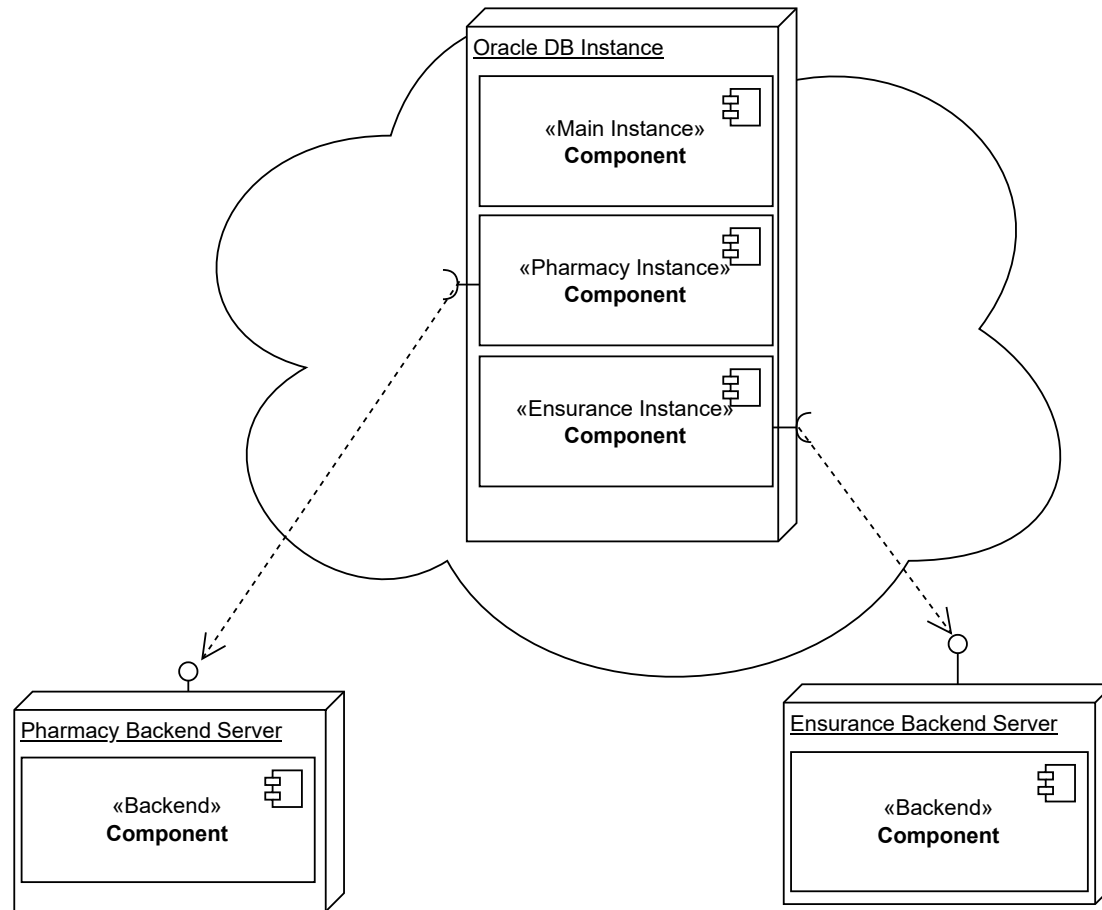 Oracle DB Instance
«Main Instance»
Component
«Pharmacy Instance»
Component
«Ensurance Instance»
Component
Pharmacy Backend Server
«Backend»
Component
Ensurance Backend Server
«Backend»
Component